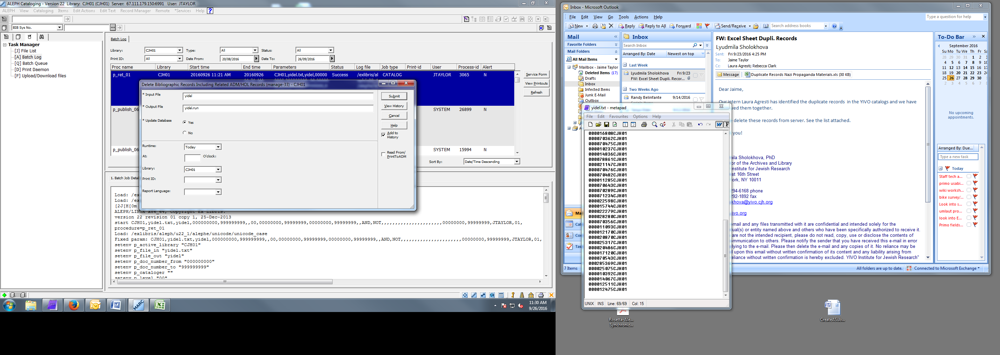 ALEPH Cataloging - Version 22 Library: CJH01 (CJH01) Server: 67.111.179.150:6991 User: JTAYLOR
ALEPH View Cataloging Items Edit Actions Edit Text Record Manager Remote *Services Help ?
BIB Sys No.
Task Manager
[J] File List
[A] Batch Log
[Q] Batch Queue
[D] Print Daemon
[F] Upload/Download files
Batch Log
Library: CJH01 Type: All Status: All
Print ID: All Date From: 20/08/2016 Date To: 26/09/2016
Proc name Library Start time End time Parameters Status Log file Job type Print-id User Process-id Alert
p_ret_01 CJH01 20160926 11:21 AM 20160926 CJH01,yidel.txt,yidel,00000 Success /exlibris/al CATALOG JTAYLOR 3065 N
p_publish_06 SYSTEM 26899 N
p_publish_06 SYSTEM 15994 N
Service Form
View Printouts
Refresh
Sort By: Date/Time Descending
Delete Bibliographic Records Including Related ADM/HOL Records (manage-33) - CJH01
* Input File yidel
* Output File yidel.run
* Update Database
Yes
No
Runtime: Today
At: O'clock:
Library: CJH01
Print ID:
Report Language:
Submit
View History
Cancel
Help
Add to History
Read From/ PrintToADM
1. Batch Job Detai
Load: /ex
Load: /ex
[2J[H[0m
ALEPH/LINUX x86_64, Copyright Ex Libris.
version 22 revision 01 copy 1, 25-Dec-2013
start CJH01,yidel.txt,yidel,000000000,999999999,,00,00000000,99999999,00000000,99999999,,AND,NOT,,,,,,,,,,,,,,,,,,,,,,00000000,99999999,JTAYLOR,01,
procedure=p_ret_01
Load: /exlibris/aleph/u22_1/alephe/unicode/unicode_case
Fixed param: CJH01,yidel.txt,yidel,000000000,999999999,,00,00000000,99999999,00000000,99999999,,AND,NOT,,,,,,,,,,,,,,,,,,,,,,00000000,99999999,JTAYLOR,01,
setenv p_active_library "CJH01"
setenv p_file_in "yidel.txt"
setenv p_file_out "yidel"
setenv p_doc_number_from "000000000"
setenv p_doc_number_to "999999999"
setenv p_cataloger ""
setenv p_level "00"
MARC
11:30 AM
9/26/2016
Inbox - Microsoft Outlook
File Edit View Go Tools Actions Help
Type a question for help
New Reply Reply to All Forward Send/Receive Search address books
Mail
Favorite Folders
Mail Folders
All Mail Items
Mailbox - Jaime Taylor
Deleted Items (17)
Drafts
Inbox
Infected Items
Junk E-Mail
Outbox
Inbox
Search Inbox
Arranged By: Date Newest on top
Last Week
Lyudmila Sholokhova Fri 9/23
FW: Excel Sheet Dupli. Recor...
Two Weeks Ago
Randy Belinfante 9/14/2016
FW: Excel Sheet Dupli. Records
Lyudmila Sholokhova
Sent: Fri 9/23/2016 4:25 PM
To: Jaime Taylor
Cc: Laura Agresti; Rebecca Clark
Message Duplicate Records Nazi Propaganda Materials.xls (30 KB)
Dear Jaime,
Our intern Laura Agresti has identified the duplicate records in the YIVO catalogs and we have
wed them together.
delete these records from server. See the list attached.
you!
ila Sholokhova, PhD
or of the Archives and Library
nstitute for Jewish Research
st 16th Street
ork, NY 10011
294-6168 phone
292-1892 fax
khova@yivo.cjh.org
ivo.org
email and any files transmitted with it are confidential and intended solely for the
ual(s) or entity named above and others who have been specifically authorized to receive it.
are not the intended recipient, please do not read, copy, use or disclose the contents of
ommunication to others. Please notify the sender that you have received this e-mail in error
lying to the e-mail. Please then delete the e-mail and any copies of it. No reliance may be
d upon this email without written confirmation of its content and any liability arising from
eliance without written confirmation is hereby excluded. YIVO Institute for Jewish Research"
7 Items
All folders are up to date. Connected to Microsoft Exchange
To-Do Bar
September 2016
Su Mo Tu We Th Fr S
28 29 30 31 1 2 3
4 5 6 7 8 9 10
11 12 13 14 15 16 17
18 19 20 21 22 23 24
25 26 27 28 29 30
2 3 4 5 6 7 8
No upcoming appointments.
Arranged By: Due...
Type a new task
Today
Staff tech a...
primo usabi...
wiki worksh...
bike survey/...
Look into s...
umlaut pro...
look into E...
Primo fields...
yidel.txt - metapad
File Edit Favourites Options Help
000016808CJH01
000070362CJH01
000070475CJH01
000010237CJH01
000014836CJH01
000078861CJH01
000021147CJH01
000070476CJH01
000070482CJH01
000011285CJH01
000070643CJH01
000070289CJH01
000071234CJH01
000022598CJH01
000015744CJH01
000022279CJH01
000028280CJH01
000070356CJH01
000011093CJH01
000012170CJH01
000020870CJH01
000025317CJH01
000020486CJH01
000017120CJH01
000070543CJH01
000285369CJH01
000025075CJH01
000010392CJH01
000014067CJH01
000012511CJH01
000012475CJH01
UNIX INS Line: 69/69 Col: 15
Rosetta-Ale...
Synchroniz...
CreateASub...